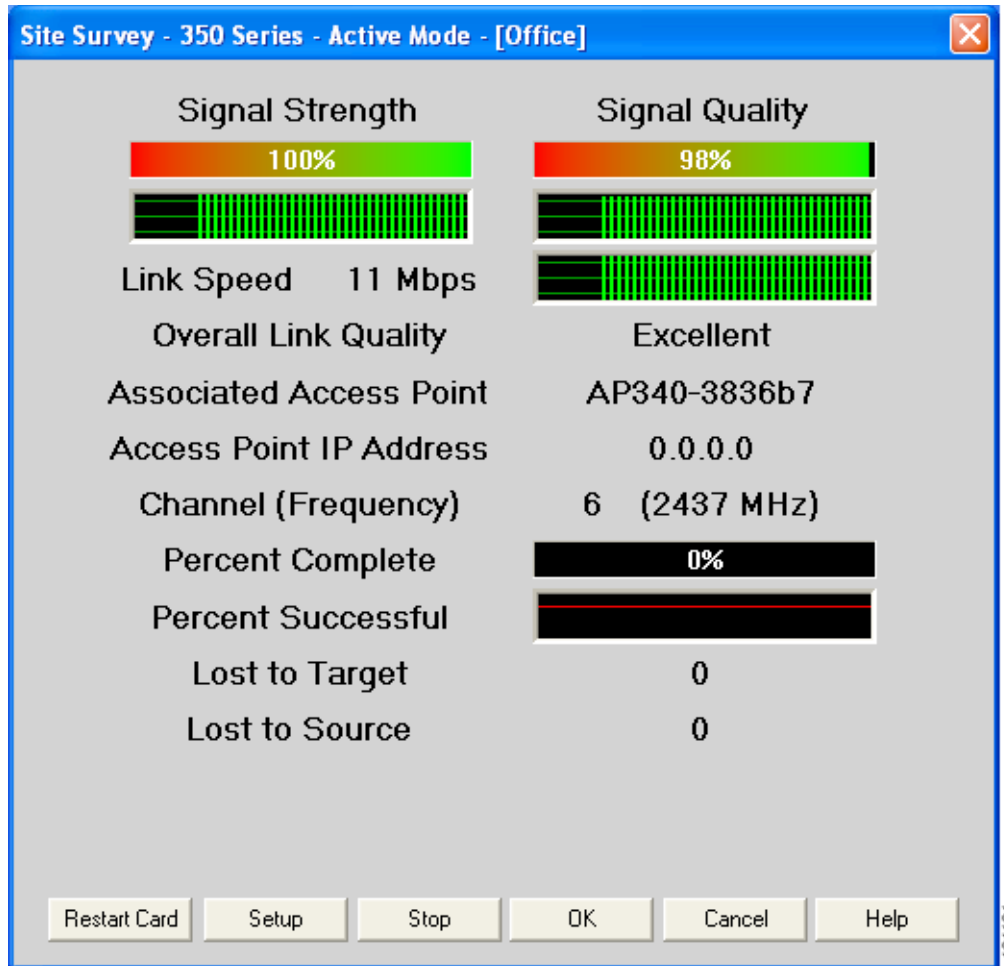 Site Survey - 350 Series - Active Mode - [Office]
Signal Strength Signal Quality
100% 98%
Link Speed 11 Mbps
Overall Link Quality Excellent
Associated Access Point AP340-3836b7
Access Point IP Address 0.0.0.0
Channel (Frequency) 6 (2437 MHz)
Percent Complete 0%
Percent Successful
Lost to Target 0
Lost to Source 0
Restart Card Setup Stop OK Cancel Help